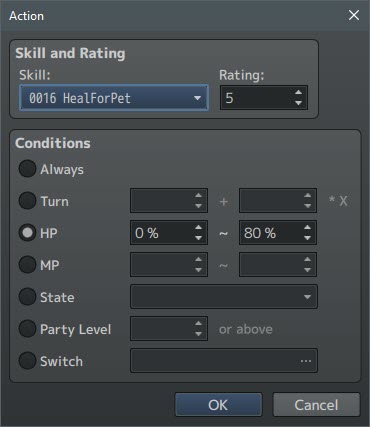 Action
Skill and Rating
Skill: Rating:
0016 HealForPet 5
Conditions
Always
Turn + * X
HP 0 % ~ 80 %
MP ~
State
Party Level or above
Switch ...
OK Cancel